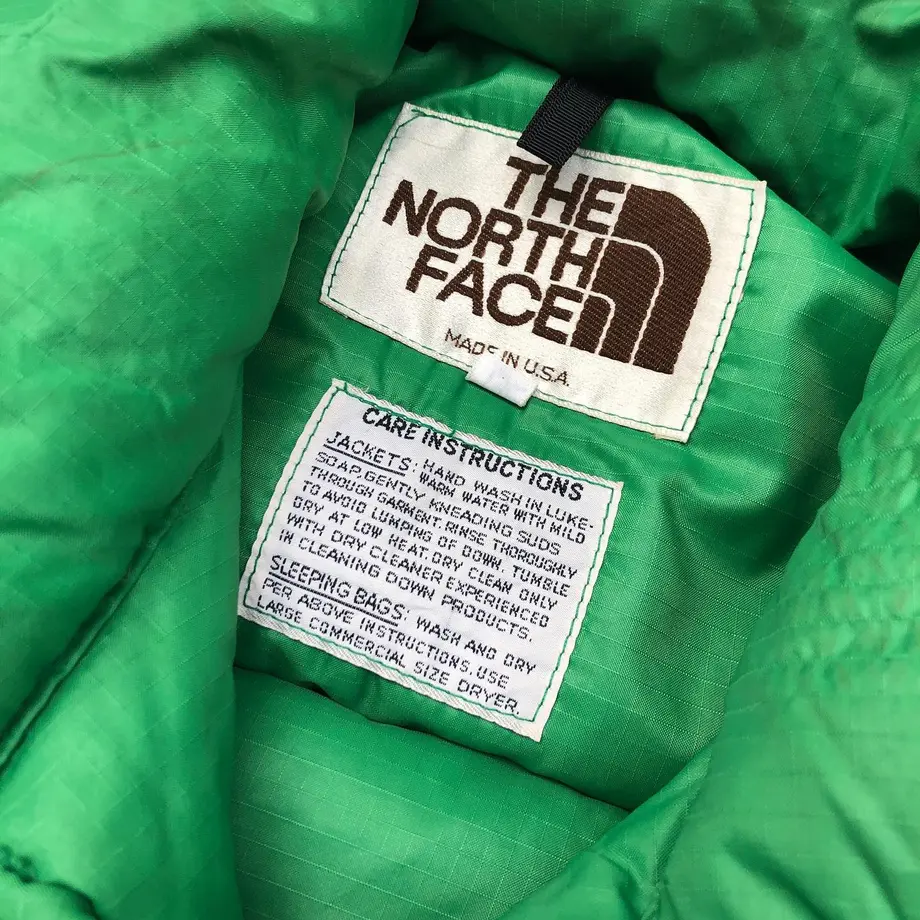 THE
NORTH
FACE
MADE IN U.S.A.
CARE INSTRUCTIONS
JACKETS: HAND WASH IN LUKE-
WARM WATER WITH MILD
SOAP, GENTLY KNEADING SUDS
THROUGH GARMENT. RINSE THOROUGHLY
TO AVOID LUMPING OF DOWN. TUMBLE
DRY AT LOW HEAT. DRY CLEAN ONLY
WITH DRY CLEANER EXPERIENCED
IN CLEANING DOWN PRODUCTS.
SLEEPING BAGS: WASH AND DRY
PER ABOVE INSTRUCTIONS. USE
LARGE COMMERCIAL SIZE DRYER.